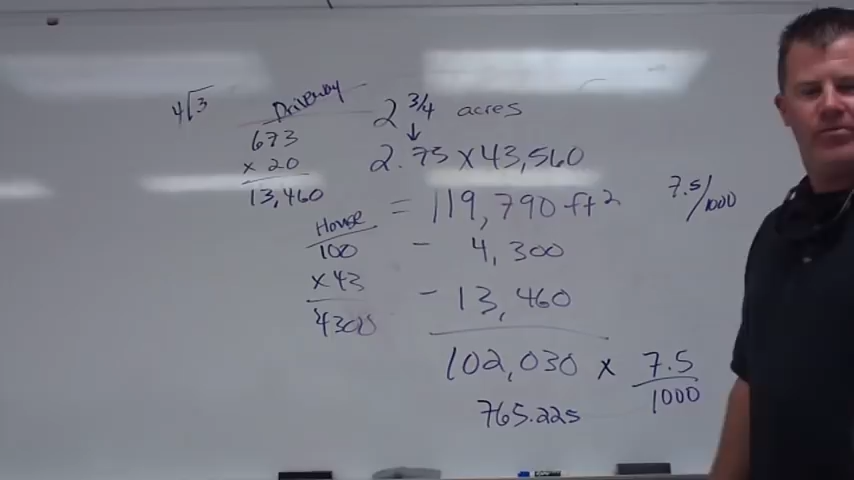 4√3
Driveway
673
x 20
13,460
House
100
x 43
4300
2 3/4 acres
↓
2.75 x 43,560
= 119,790 ft²
- 4,300
- 13,460
102,030 x 7.5/1000
765.225
7.5/1000